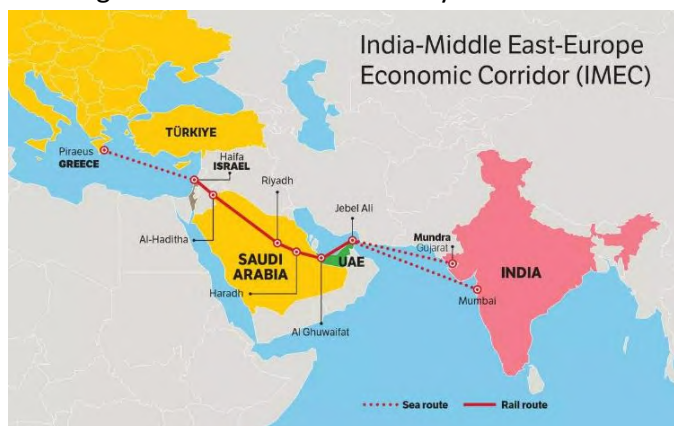 India-Middle East-Europe
Economic Corridor (IMEC)
TÜRKIYE
Piraeus
GREECE
Haifa
ISRAEL
Riyadh
Jebel Ali
Al-Haditha
Mundra
Gujarat
SAUDI
ARABIA
UAE
INDIA
Haradh
Mumbai
Al Ghuwaifat
Sea route
Rail route